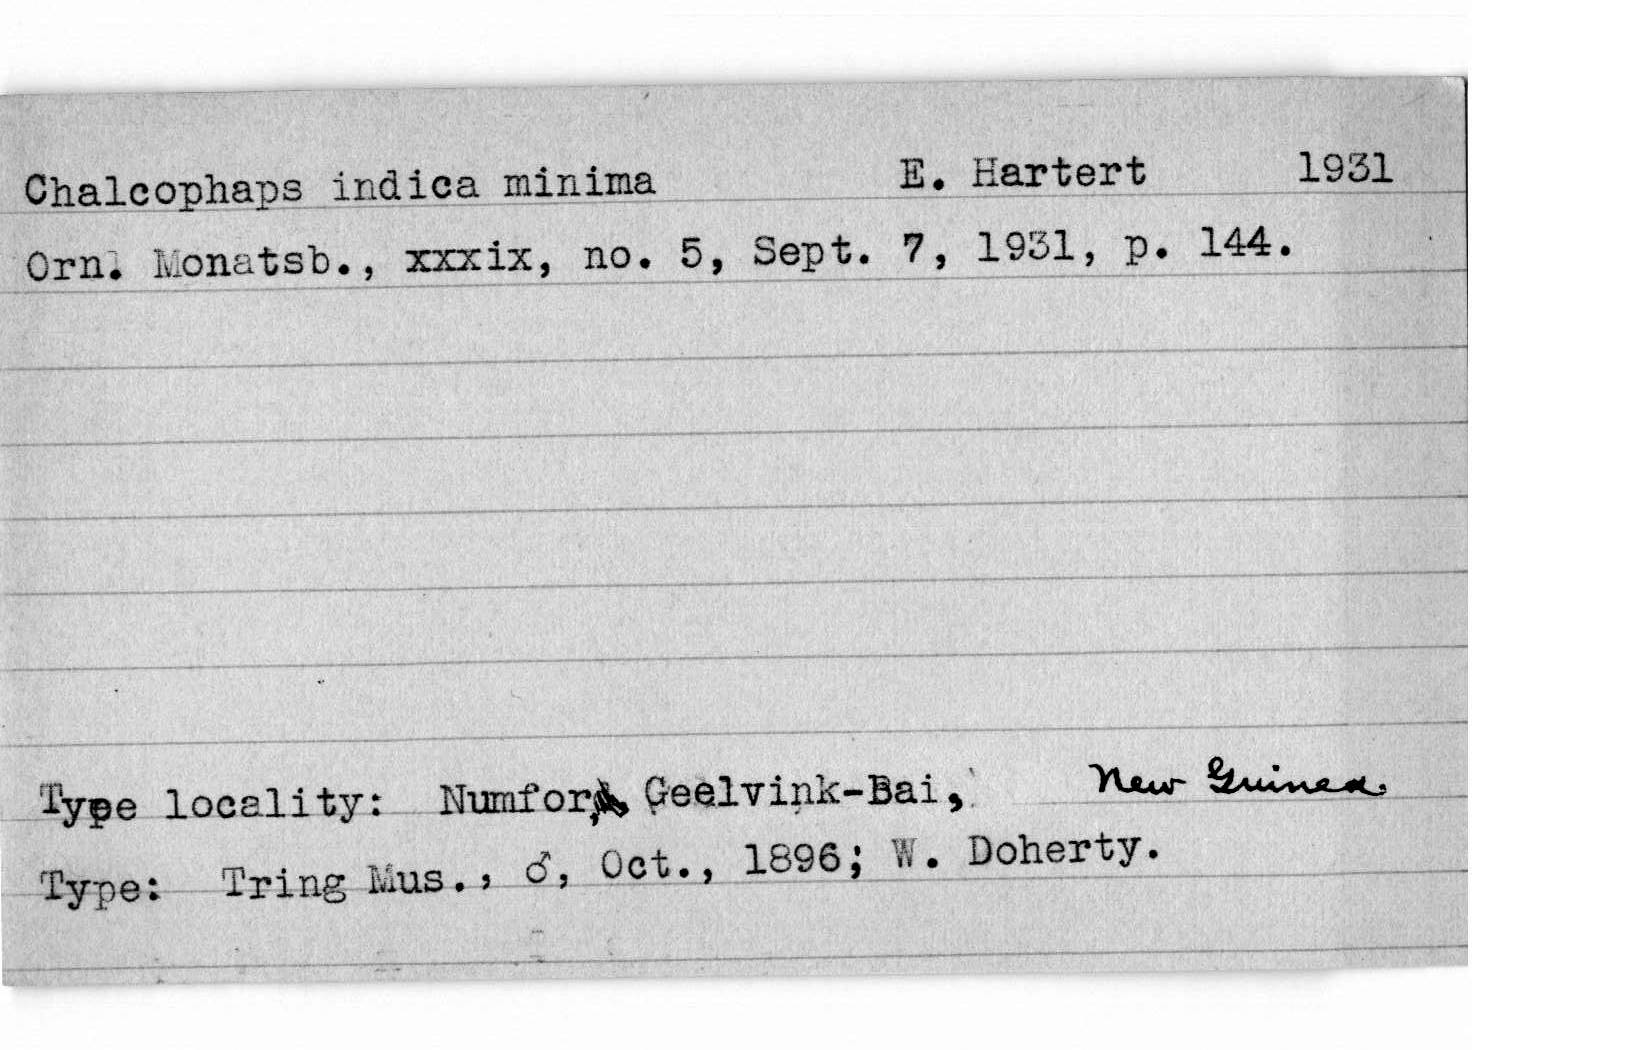 Chalcophaps indica minima E. Hartert 1931
Orn. Monatsb., xxxix, no. 5, Sept. 7, 1931, p. 144.
Type locality: Numfor, Geelvink-Bai, New Guinea.
Type: Tring Mus., ♂, Oct., 1896; W. Doherty.